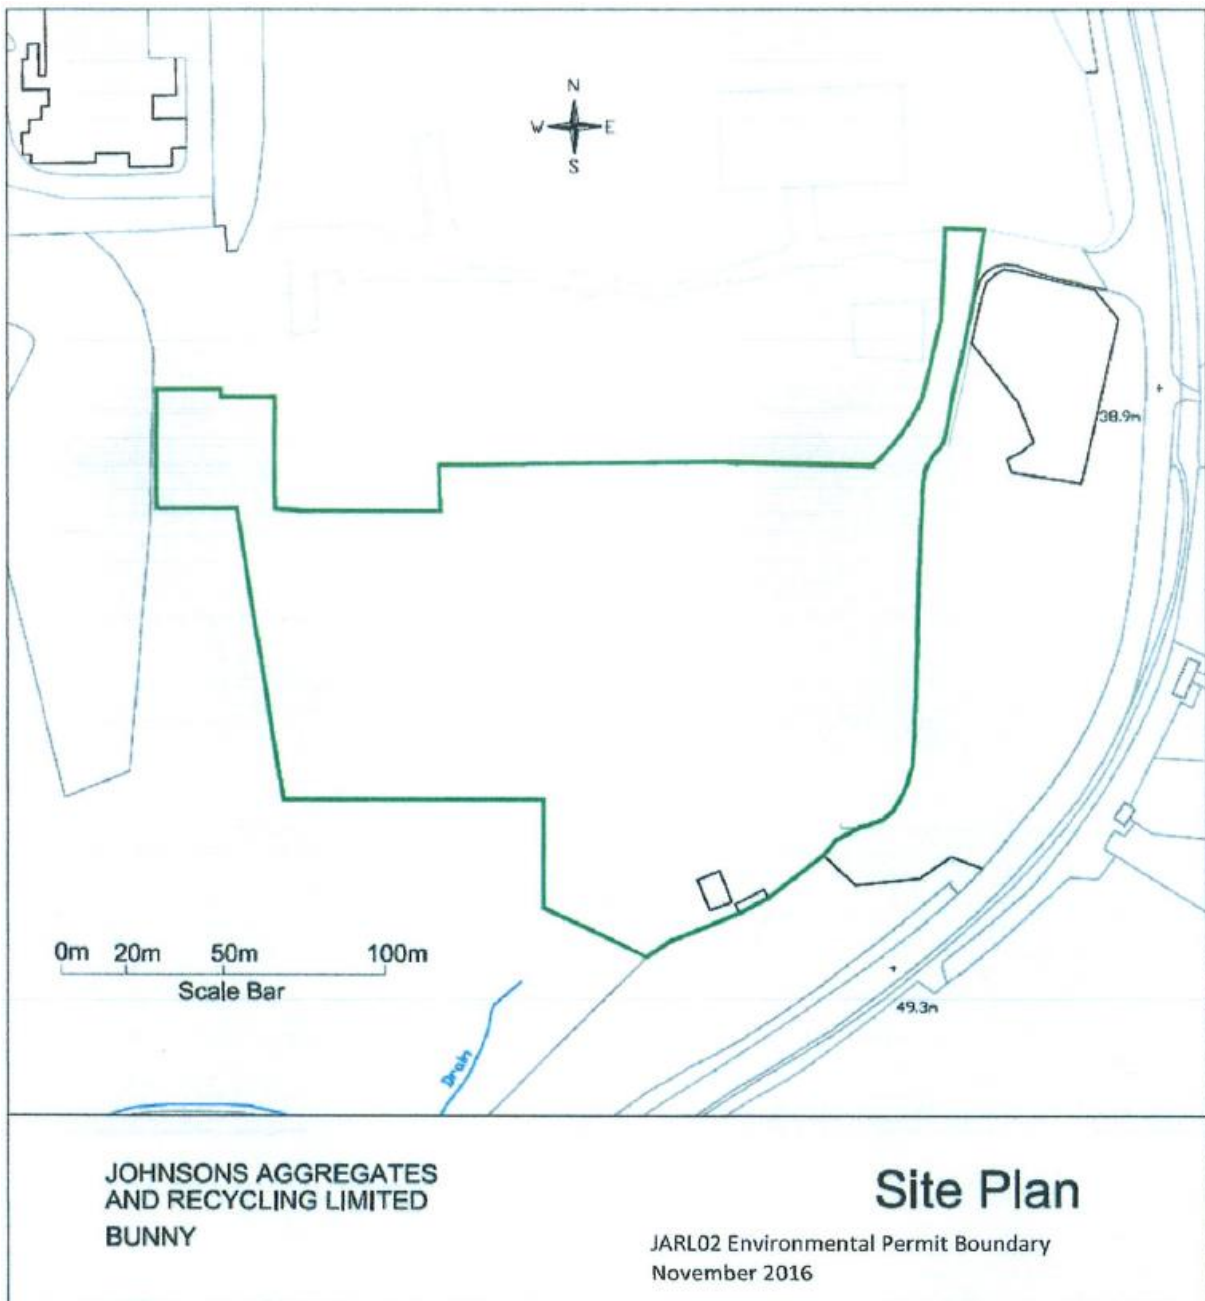 N
W E
S
38.9m
0m 20m 50m 100m
Scale Bar
49.3m
Drain
JOHNSONS AGGREGATES
AND RECYCLING LIMITED
BUNNY
Site Plan
JARL02 Environmental Permit Boundary
November 2016